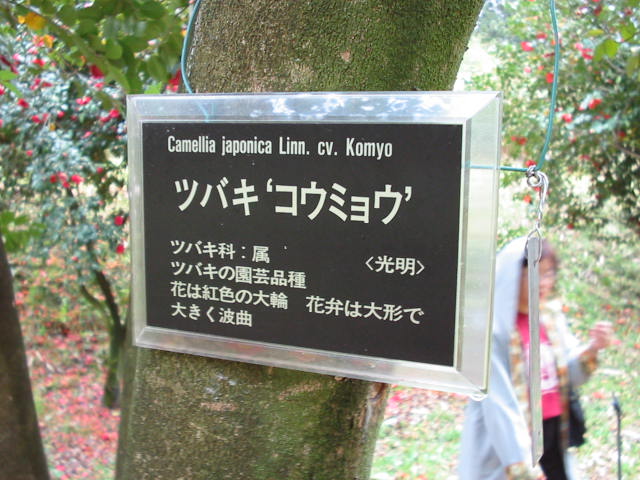 Camellia japonica Linn. cv. Komyo
ツバキ‘コウミョウ’
ツバキ科：属 〈光明〉
ツバキの園芸品種
花は紅色の大輪　花弁は大形で
大きく波曲